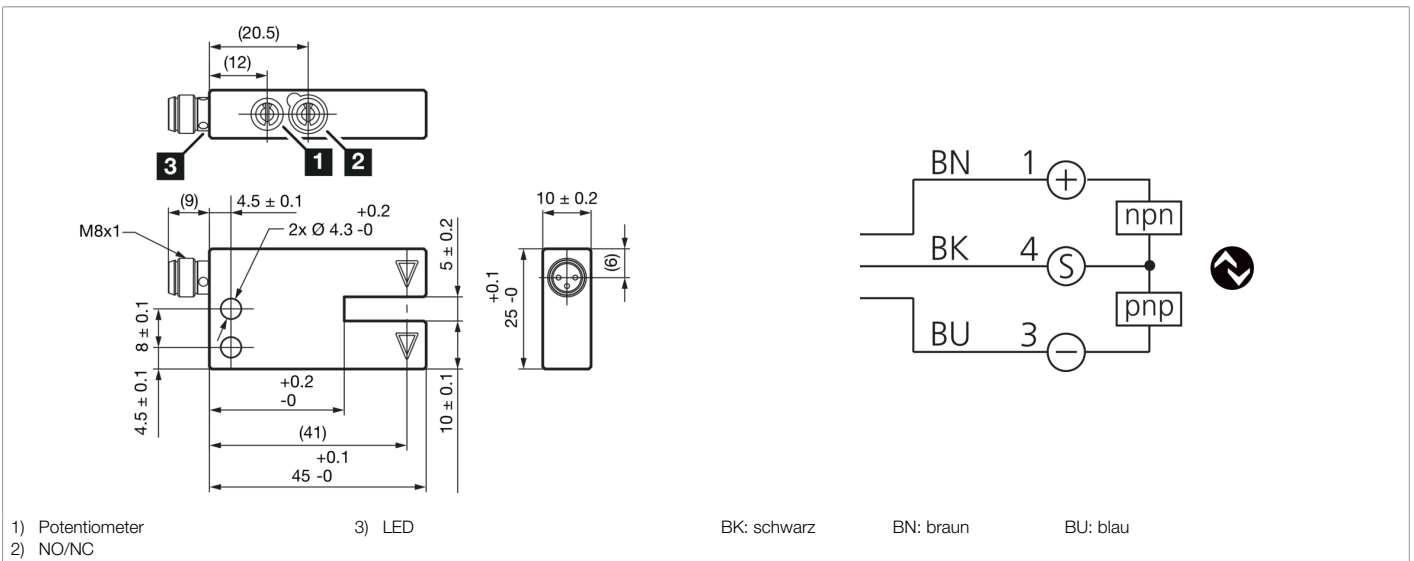 (20.5)
(12)
3
1
2
(9)
4.5 ± 0.1
+0.2
2x Ø 4.3 -0
M8x1
5 ± 0.2
10 ± 0.2
(6)
+0.1
25 -0
8 ± 0.1
4.5 ± 0.1
+0.2
-0
10 ± 0.1
(41)
+0.1
45 -0
BN 1 +
npn
BK 4 S
pnp
BU 3 −
1) Potentiometer
3) LED
BK: schwarz
BN: braun
BU: blau
2) NO/NC